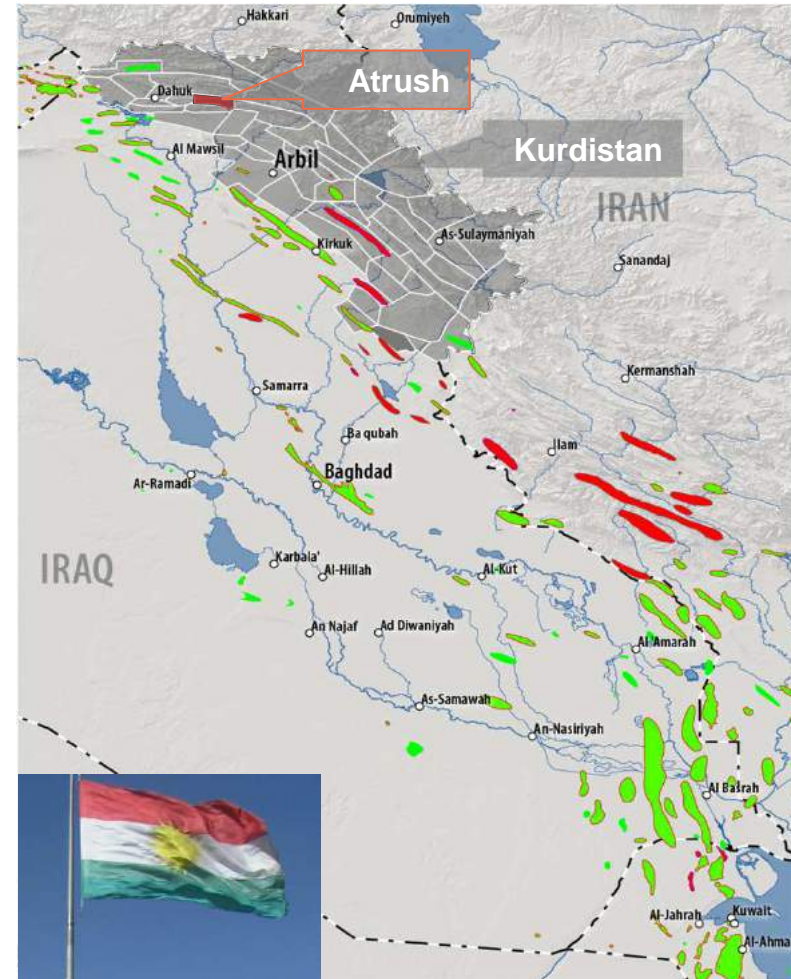 Hakkari
Orumiyeh
Atrush
Dahuk
Al Mawsil
Arbil
Kurdistan
IRAN
Kirkuk
As-Sulaymaniyah
Sanandaj
Samarra
Kermanshah
Ba qubah
Ilam
Baghdad
Ar-Ramadi
IRAQ
Karbala'
Al-Hillah
Al-Kut
An Najaf
Ad Diwaniyah
Al 'Amarah
As-Samawah
An-Nasiriyah
Al Basrah
Al-Jahrah
Kuwait
Al-Ahma